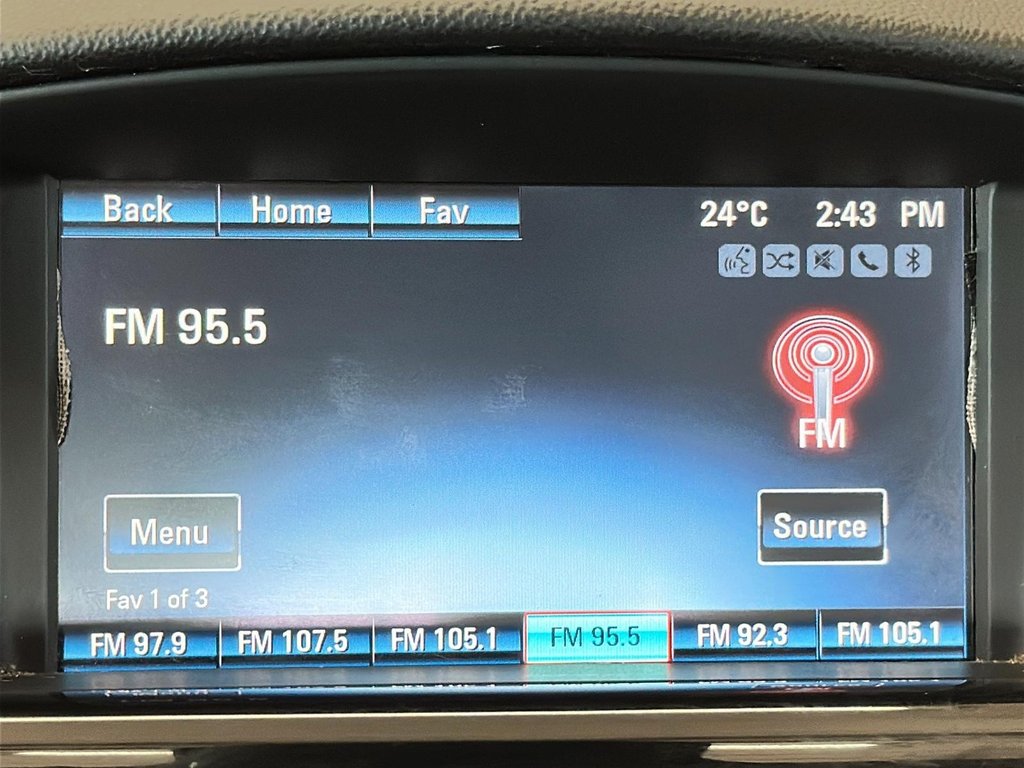 Back Home Fav 24°C 2:43 PM
FM 95.5
FM
Menu Source
Fav 1 of 3
FM 97.9 FM 107.5 FM 105.1 FM 95.5 FM 92.3 FM 105.1